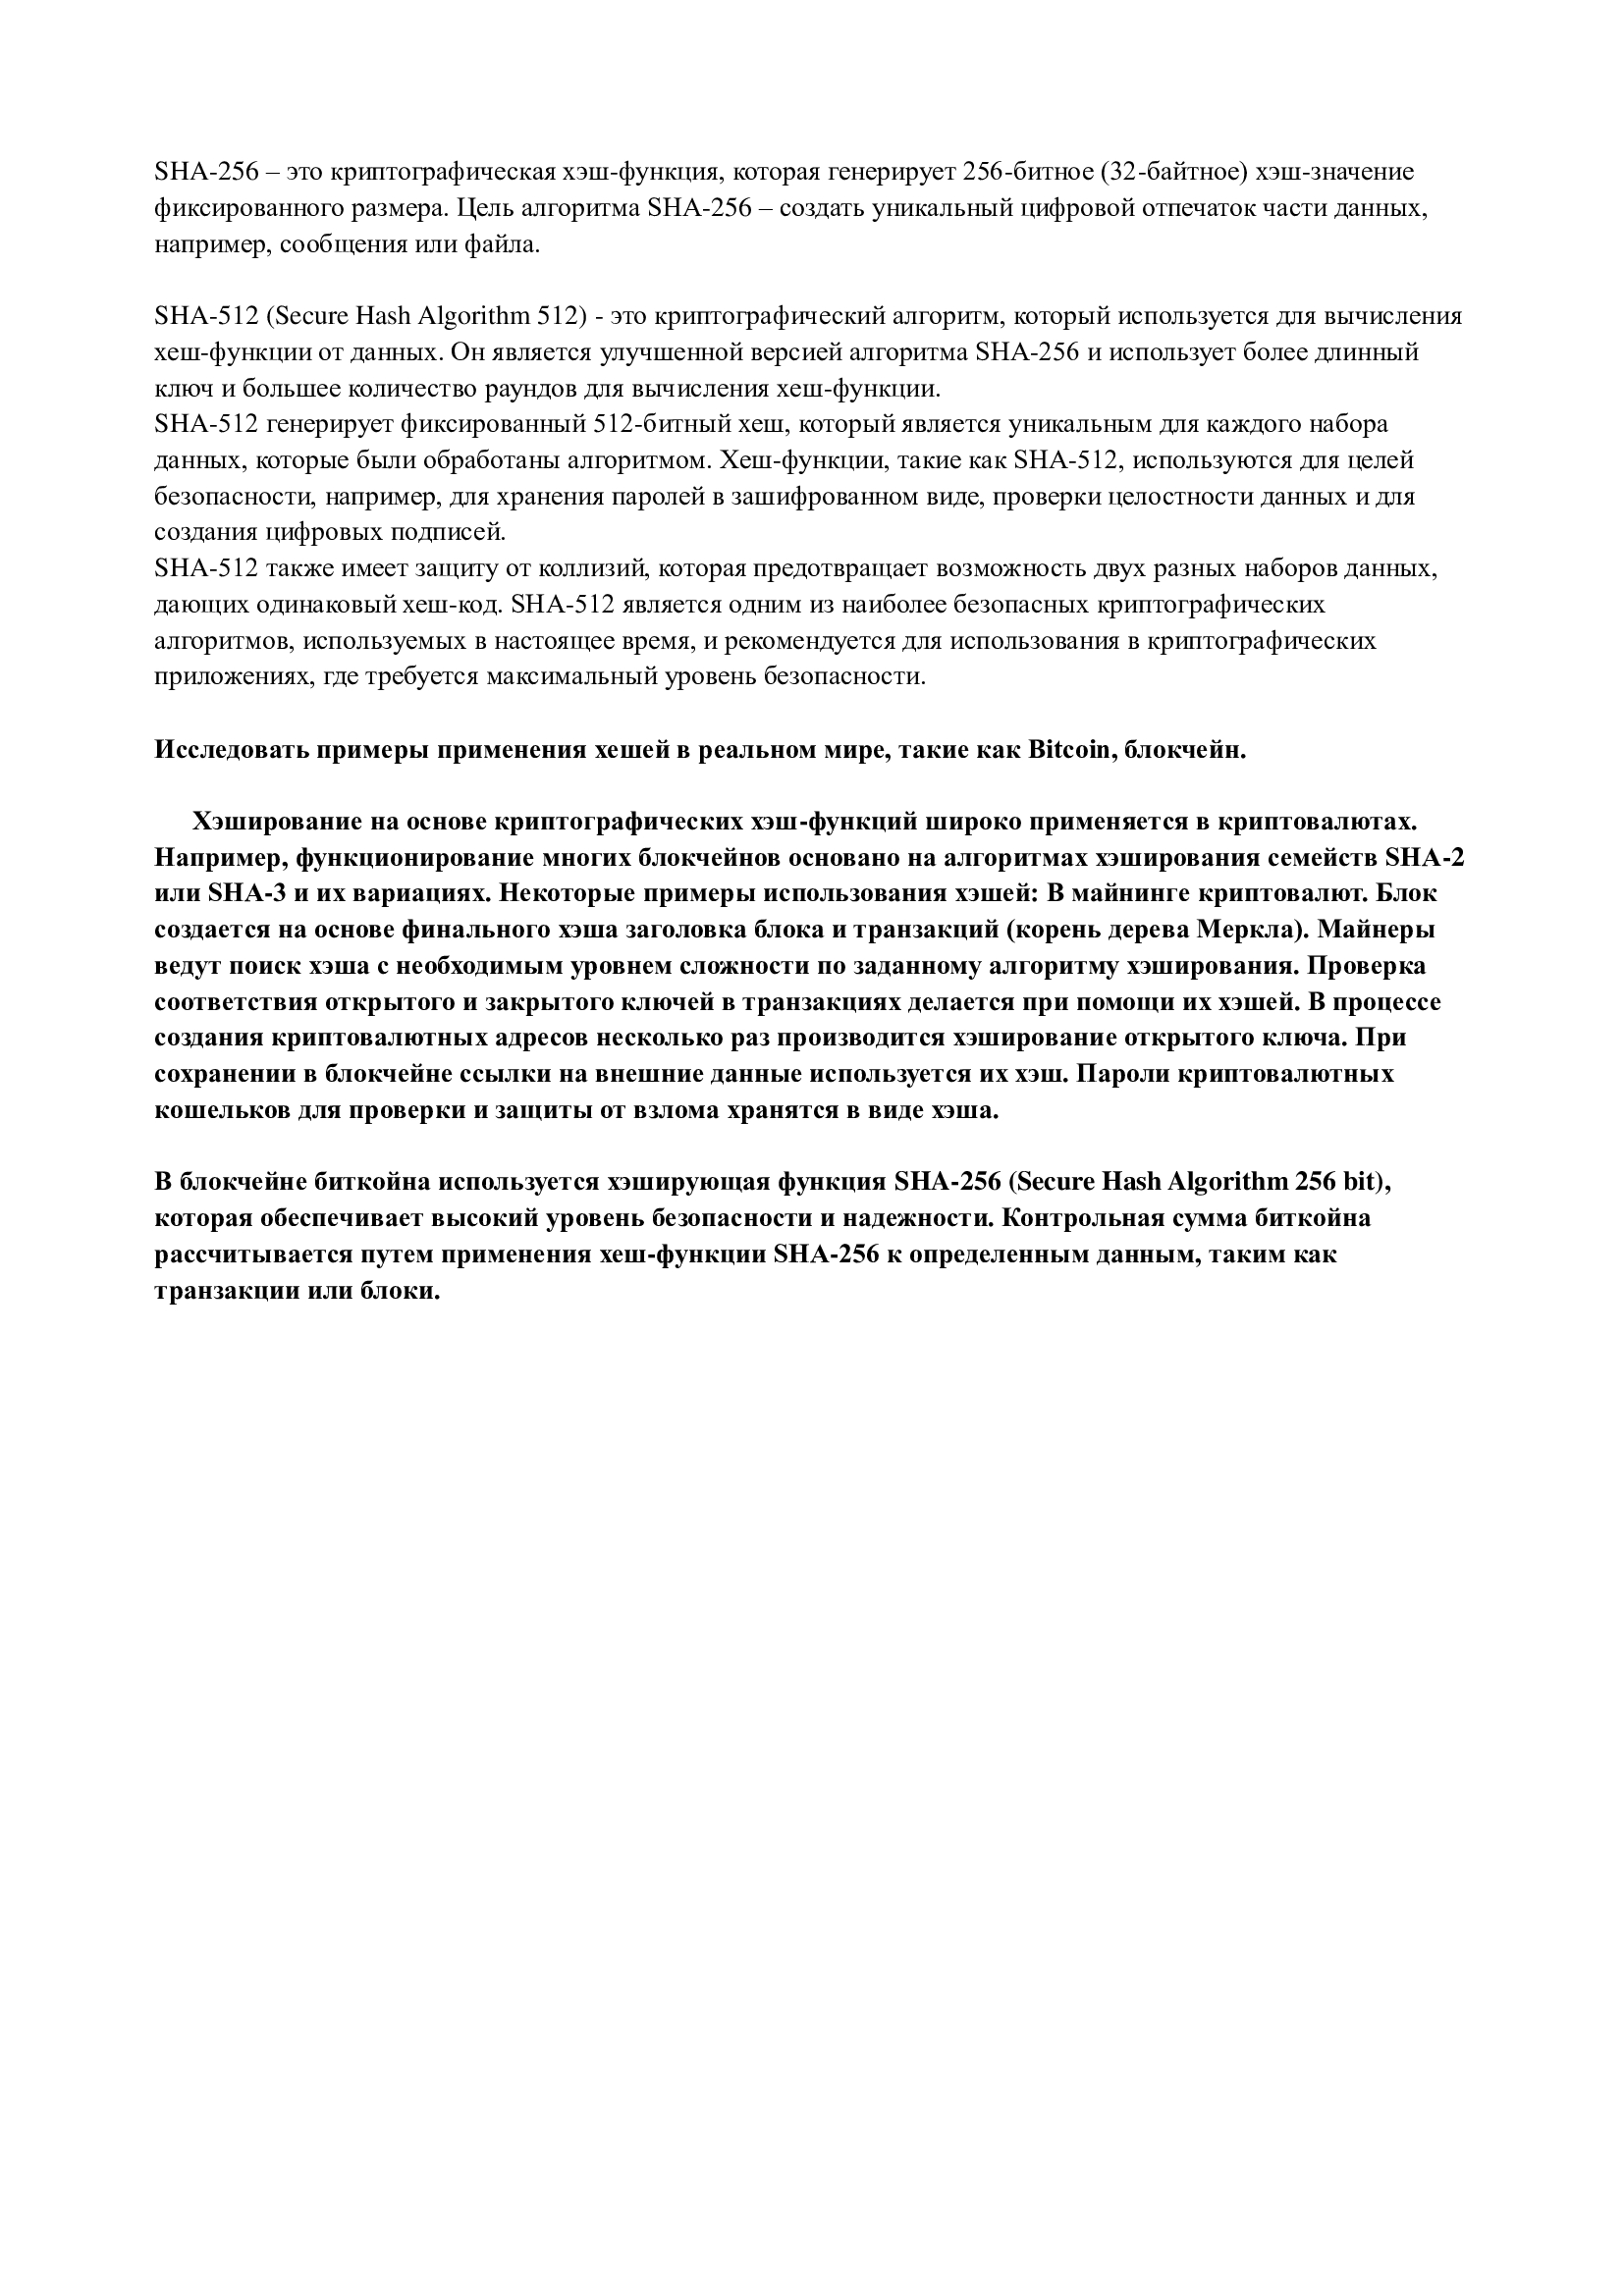 SHA-256 – это криптографическая хэш-функция, которая генерирует 256-битное (32-байтное) хэш-значение
фиксированного размера. Цель алгоритма SHA-256 – создать уникальный цифровой отпечаток части данных,
например, сообщения или файла.
SHA-512 (Secure Hash Algorithm 512) - это криптографический алгоритм, который используется для вычисления
хеш-функции от данных. Он является улучшенной версией алгоритма SHA-256 и использует более длинный
ключ и большее количество раундов для вычисления хеш-функции.
SHA-512 генерирует фиксированный 512-битный хеш, который является уникальным для каждого набора
данных, которые были обработаны алгоритмом. Хеш-функции, такие как SHA-512, используются для целей
безопасности, например, для хранения паролей в зашифрованном виде, проверки целостности данных и для
создания цифровых подписей.
SHA-512 также имеет защиту от коллизий, которая предотвращает возможность двух разных наборов данных,
дающих одинаковый хеш-код. SHA-512 является одним из наиболее безопасных криптографических
алгоритмов, используемых в настоящее время, и рекомендуется для использования в криптографических
приложениях, где требуется максимальный уровень безопасности.
Исследовать примеры применения хешей в реальном мире, такие как Bitcoin, блокчейн.
Хэширование на основе криптографических хэш-функций широко применяется в криптовалютах.
Например, функционирование многих блокчейнов основано на алгоритмах хэширования семейств SHA-2
или SHA-3 и их вариациях. Некоторые примеры использования хэшей: В майнинге криптовалют. Блок
создается на основе финального хэша заголовка блока и транзакций (корень дерева Меркла). Майнеры
ведут поиск хэша с необходимым уровнем сложности по заданному алгоритму хэширования. Проверка
соответствия открытого и закрытого ключей в транзакциях делается при помощи их хэшей. В процессе
создания криптовалютных адресов несколько раз производится хэширование открытого ключа. При
сохранении в блокчейне ссылки на внешние данные используется их хэш. Пароли криптовалютных
кошельков для проверки и защиты от взлома хранятся в виде хэша.
В блокчейне биткойна используется хэширующая функция SHA-256 (Secure Hash Algorithm 256 bit),
которая обеспечивает высокий уровень безопасности и надежности. Контрольная сумма биткойна
рассчитывается путем применения хеш-функции SHA-256 к определенным данным, таким как
транзакции или блоки.